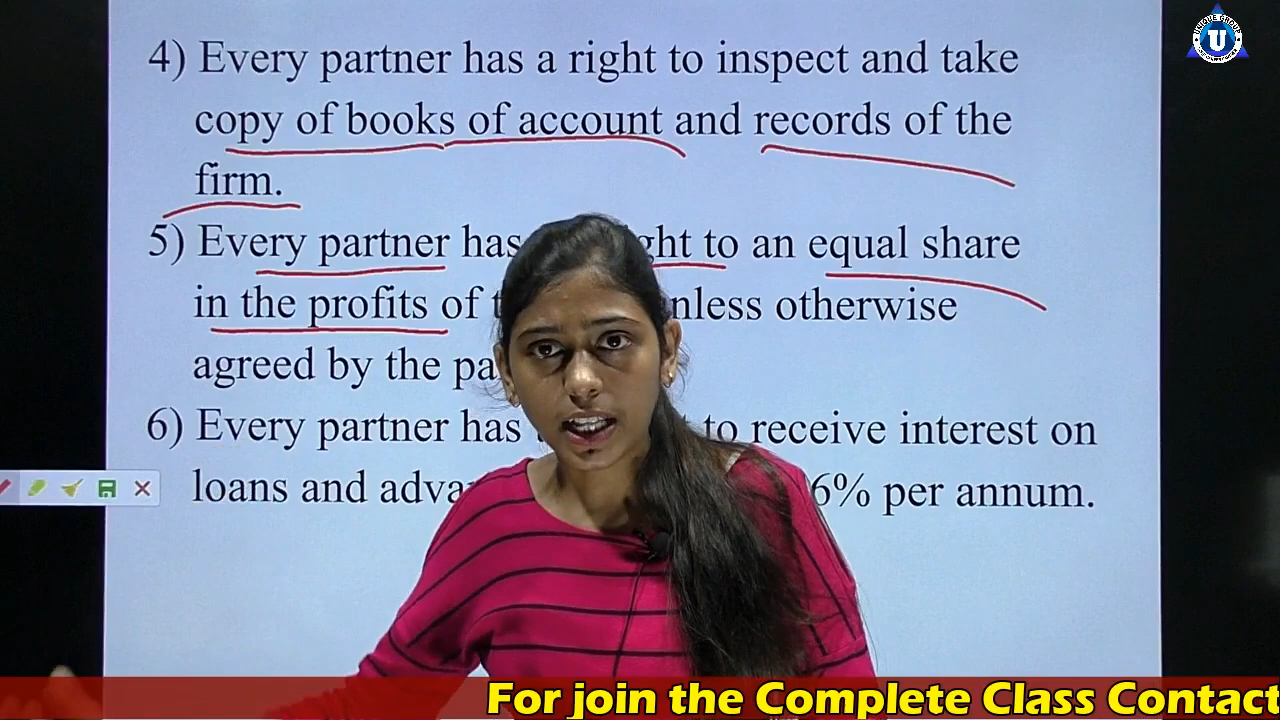 4) Every partner has a right to inspect and take
copy of books of account and records of the
firm.
5) Every partner has ght to an equal share
in the profits of nless otherwise
agreed by the pa
6) Every partner has to receive interest on
loans and adva 6% per annum.
UNIQUE GROUP
U
For join the Complete Class Contact